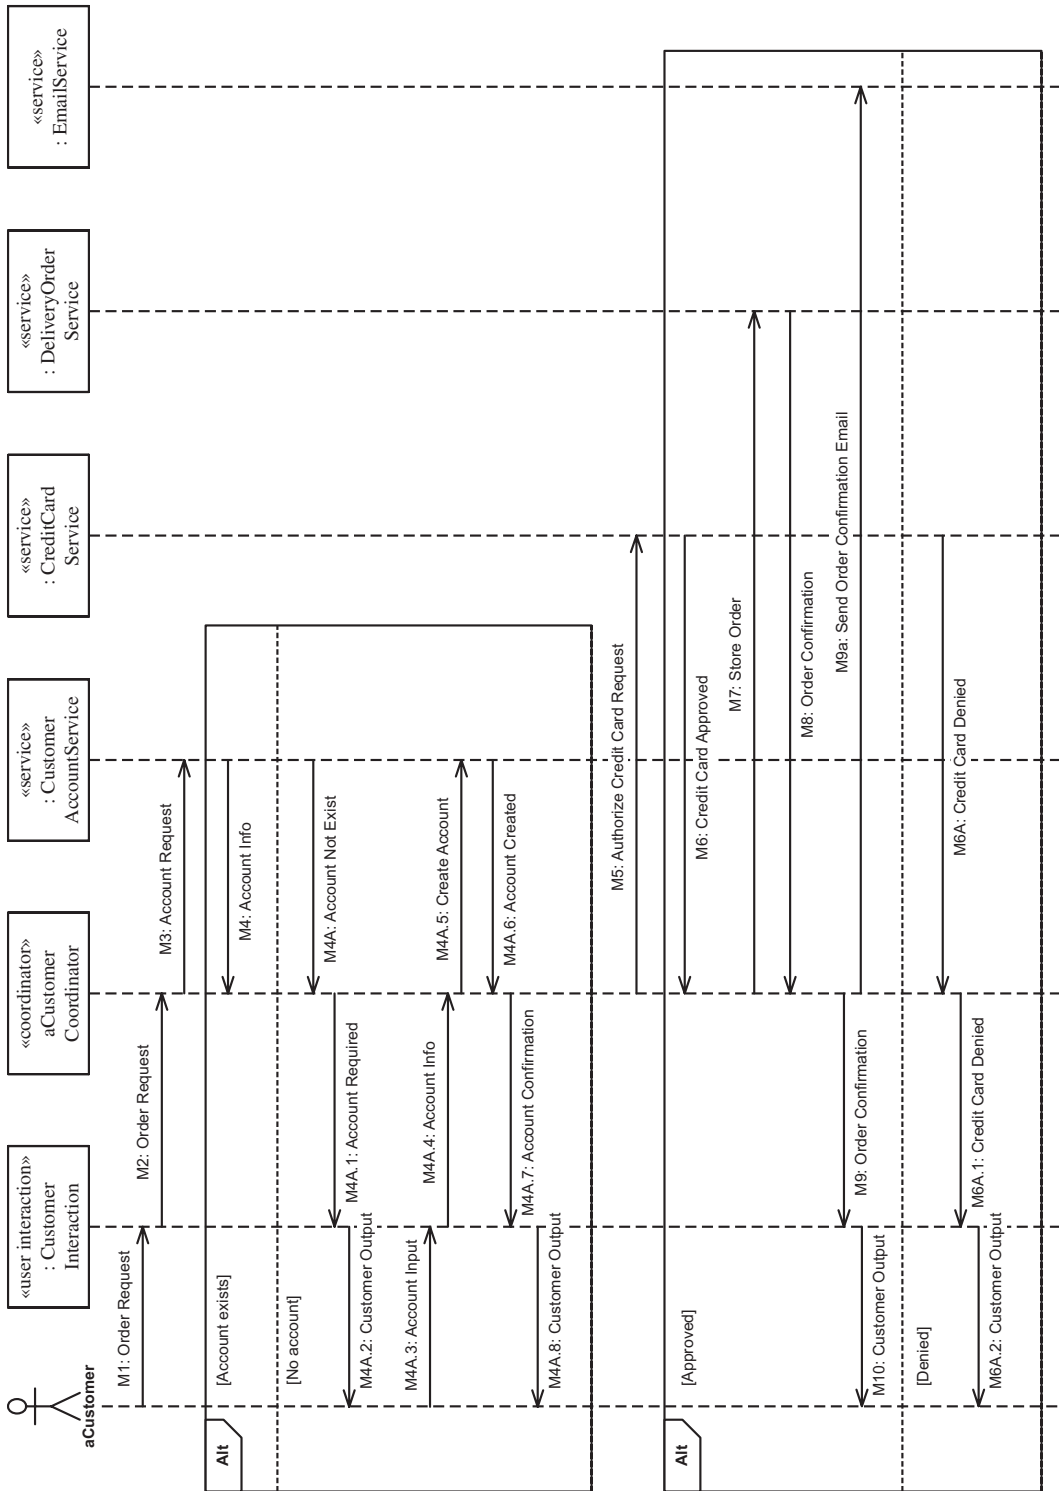 aCustomer
«user interaction»
: Customer
Interaction
«coordinator»
aCustomer
Coordinator
«service»
: Customer
AccountService
«service»
: CreditCard
Service
«service»
: DeliveryOrder
Service
«service»
: EmailService
M1: Order Request
M2: Order Request
M3: Account Request
Alt
[Account exists]
M4: Account Info
[No account]
M4A: Account Not Exist
M4A.1: Account Required
M4A.2: Customer Output
M4A.3: Account Input
M4A.4: Account Info
M4A.5: Create Account
M4A.6: Account Created
M4A.7: Account Confirmation
M4A.8: Customer Output
M5: Authorize Credit Card Request
Alt
[Approved]
M6: Credit Card Approved
M7: Store Order
M8: Order Confirmation
M9: Order Confirmation
M9a: Send Order Confirmation Email
M10: Customer Output
[Denied]
M6A: Credit Card Denied
M6A.1: Credit Card Denied
M6A.2: Customer Output